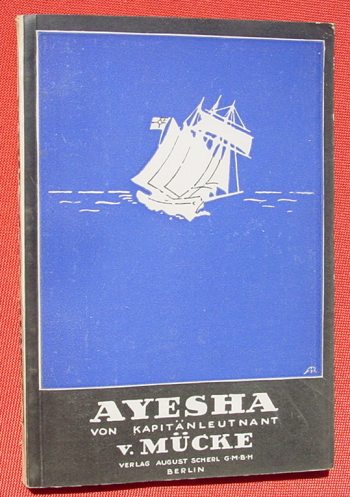 AYESHA
VON KAPITÄNLEUTNANT
v. MÜCKE
VERLAG AUGUST SCHERL G·M·B·H
BERLIN